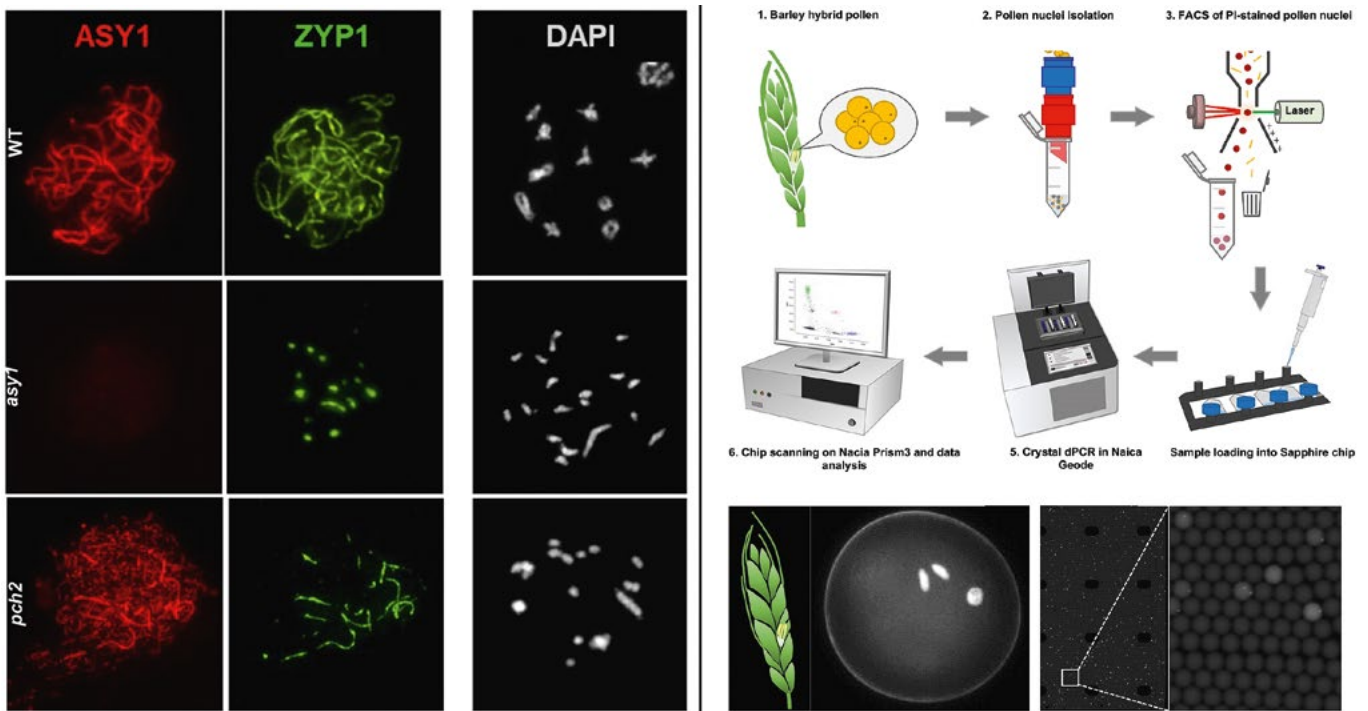 ASY1
ZYP1
DAPI
WT
asy1
pch2
1. Barley hybrid pollen
2. Pollen nuclei isolation
3. FACS of PI-stained pollen nuclei
Laser
6. Chip scanning on Nacia Prism3 and data
analysis
5. Crystal dPCR in Naica
Geode
Sample loading into Sapphire chip